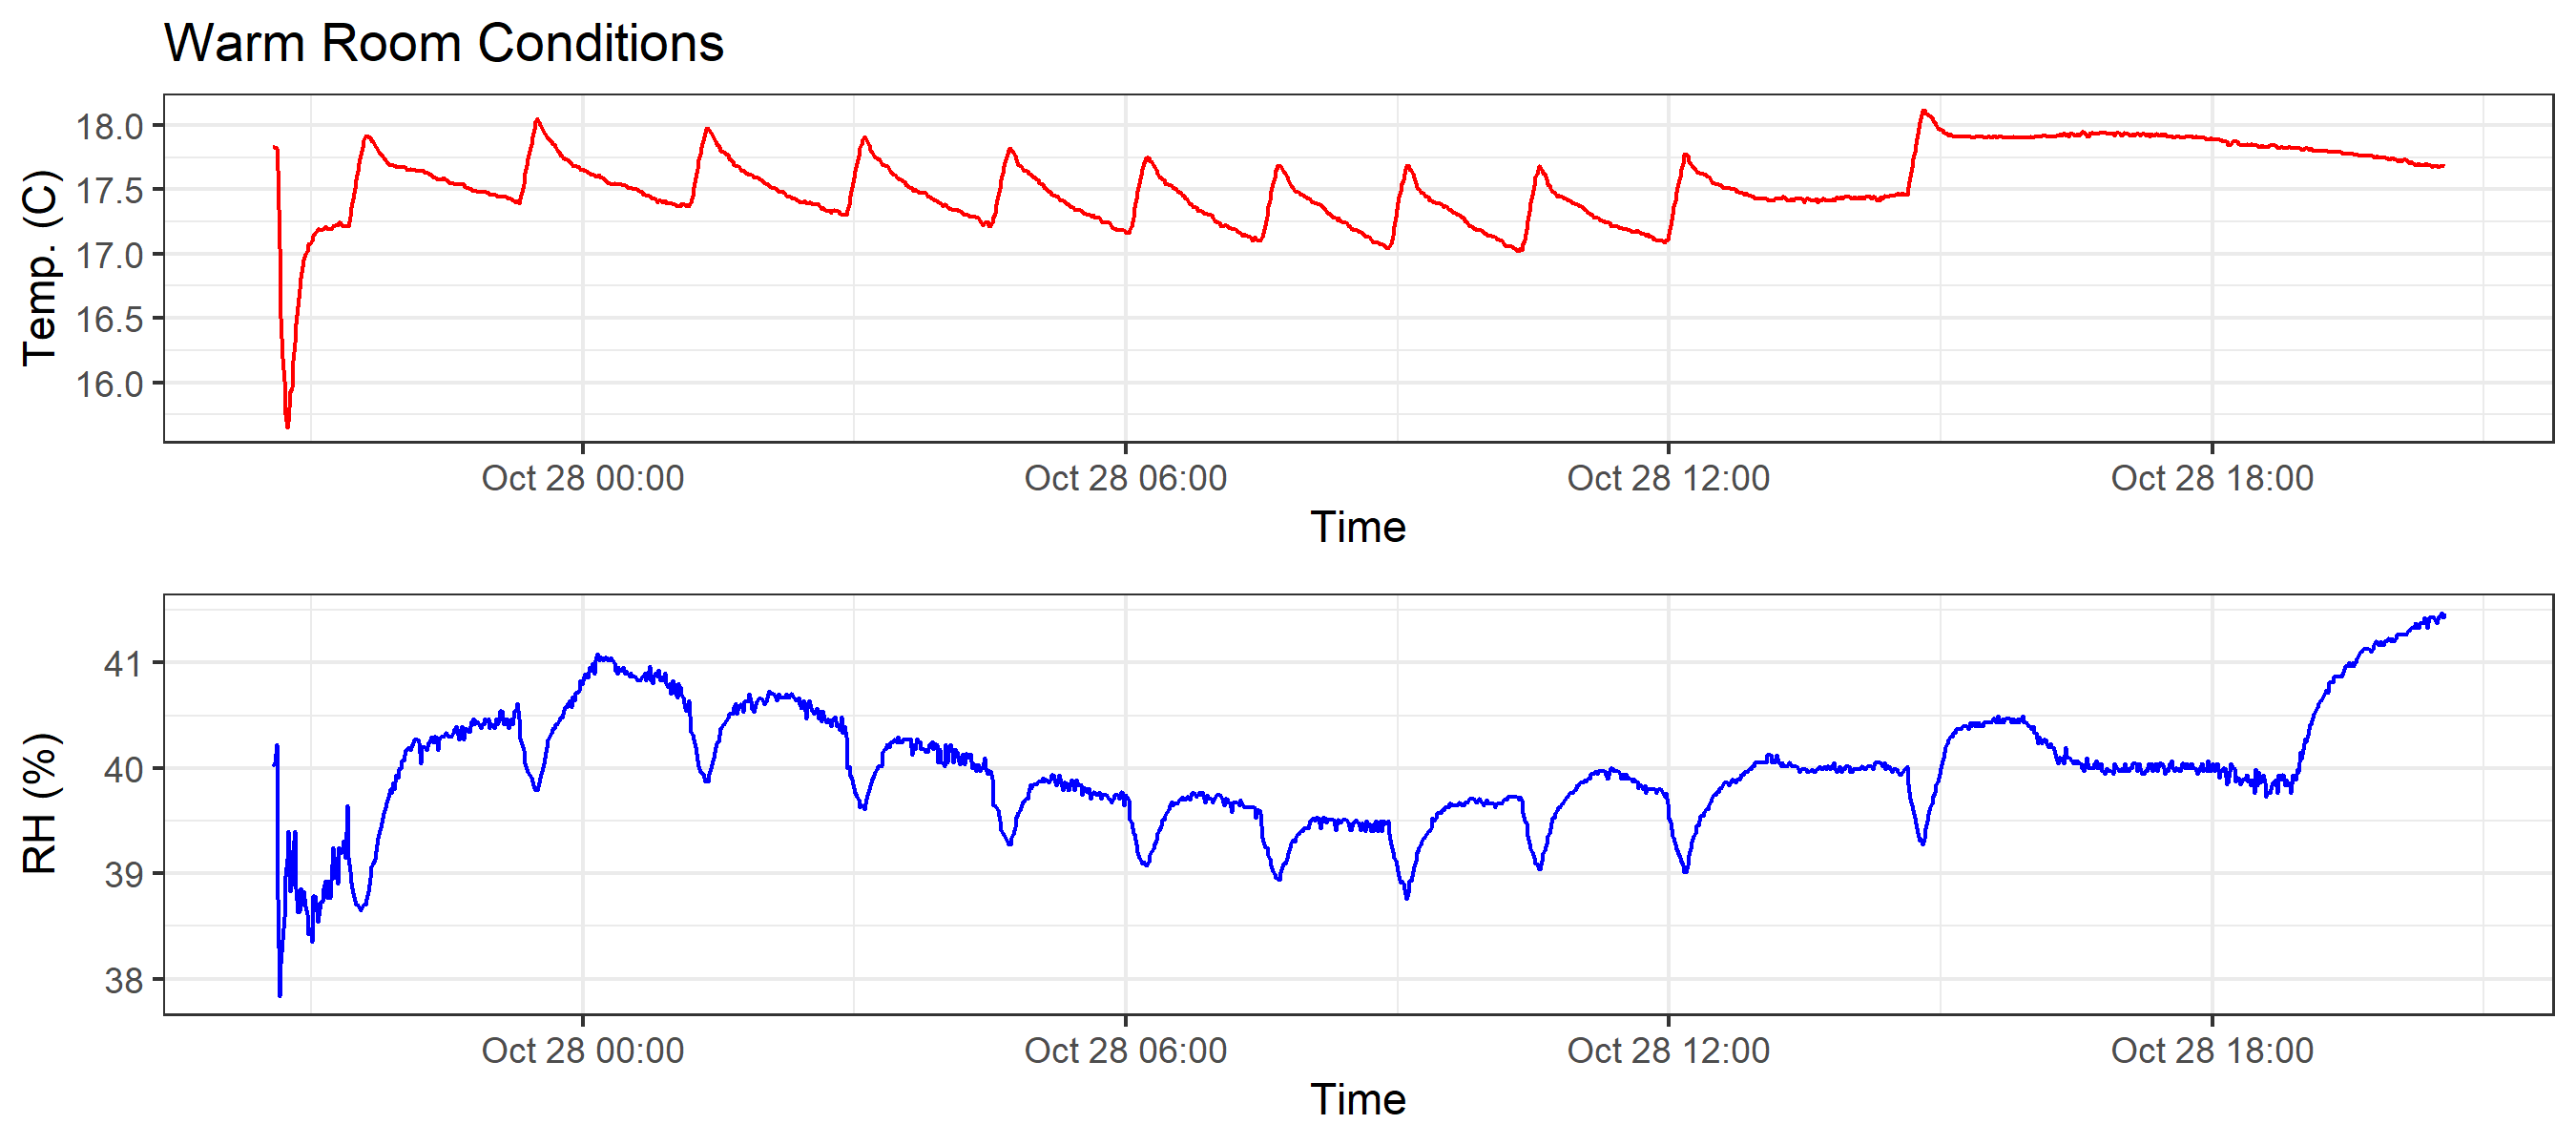 Warm Room Conditions
Temp. (C)
18.0
17.5
17.0
16.5
16.0
Oct 28 00:00 Oct 28 06:00 Oct 28 12:00 Oct 28 18:00
Time
RH (%)
41
40
39
38
Oct 28 00:00 Oct 28 06:00 Oct 28 12:00 Oct 28 18:00
Time